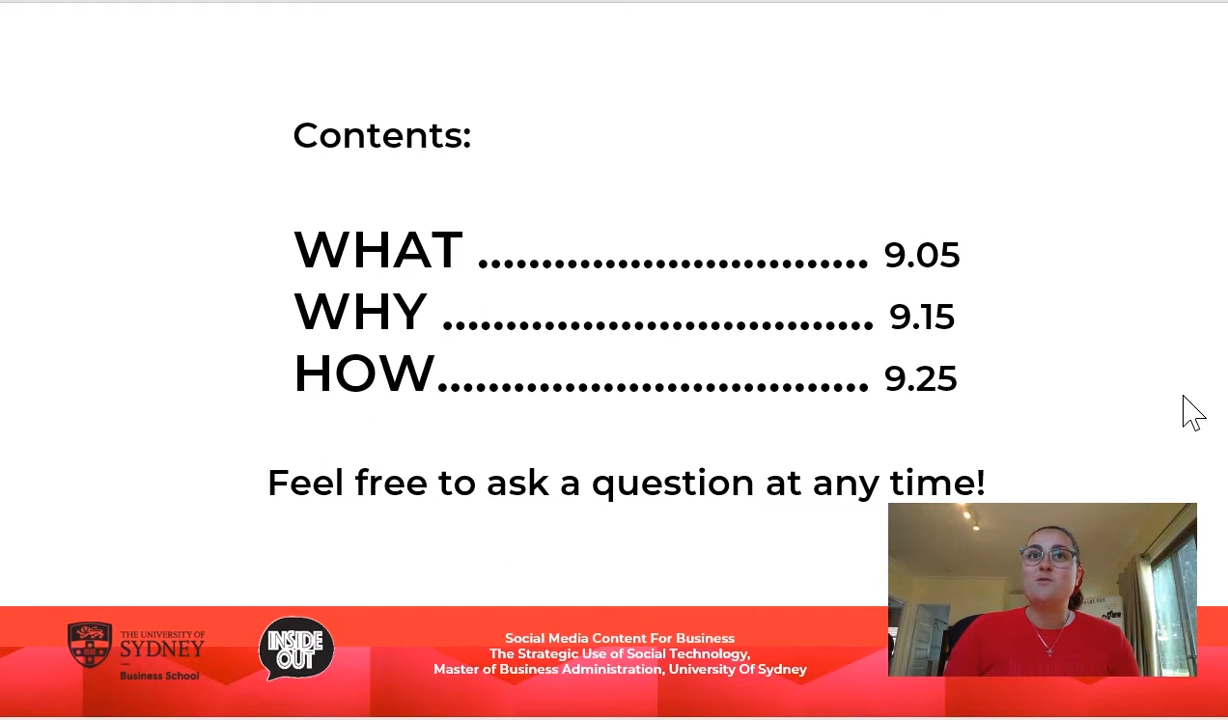 Contents:
WHAT ............................... 9.05
WHY .................................. 9.15
HOW.................................. 9.25
Feel free to ask a question at any time!
THE UNIVERSITY OF
SYDNEY
Business School
INSIDE
OUT
Social Media Content For Business
The Strategic Use of Social Technology,
Master of Business Administration, University Of Sydney